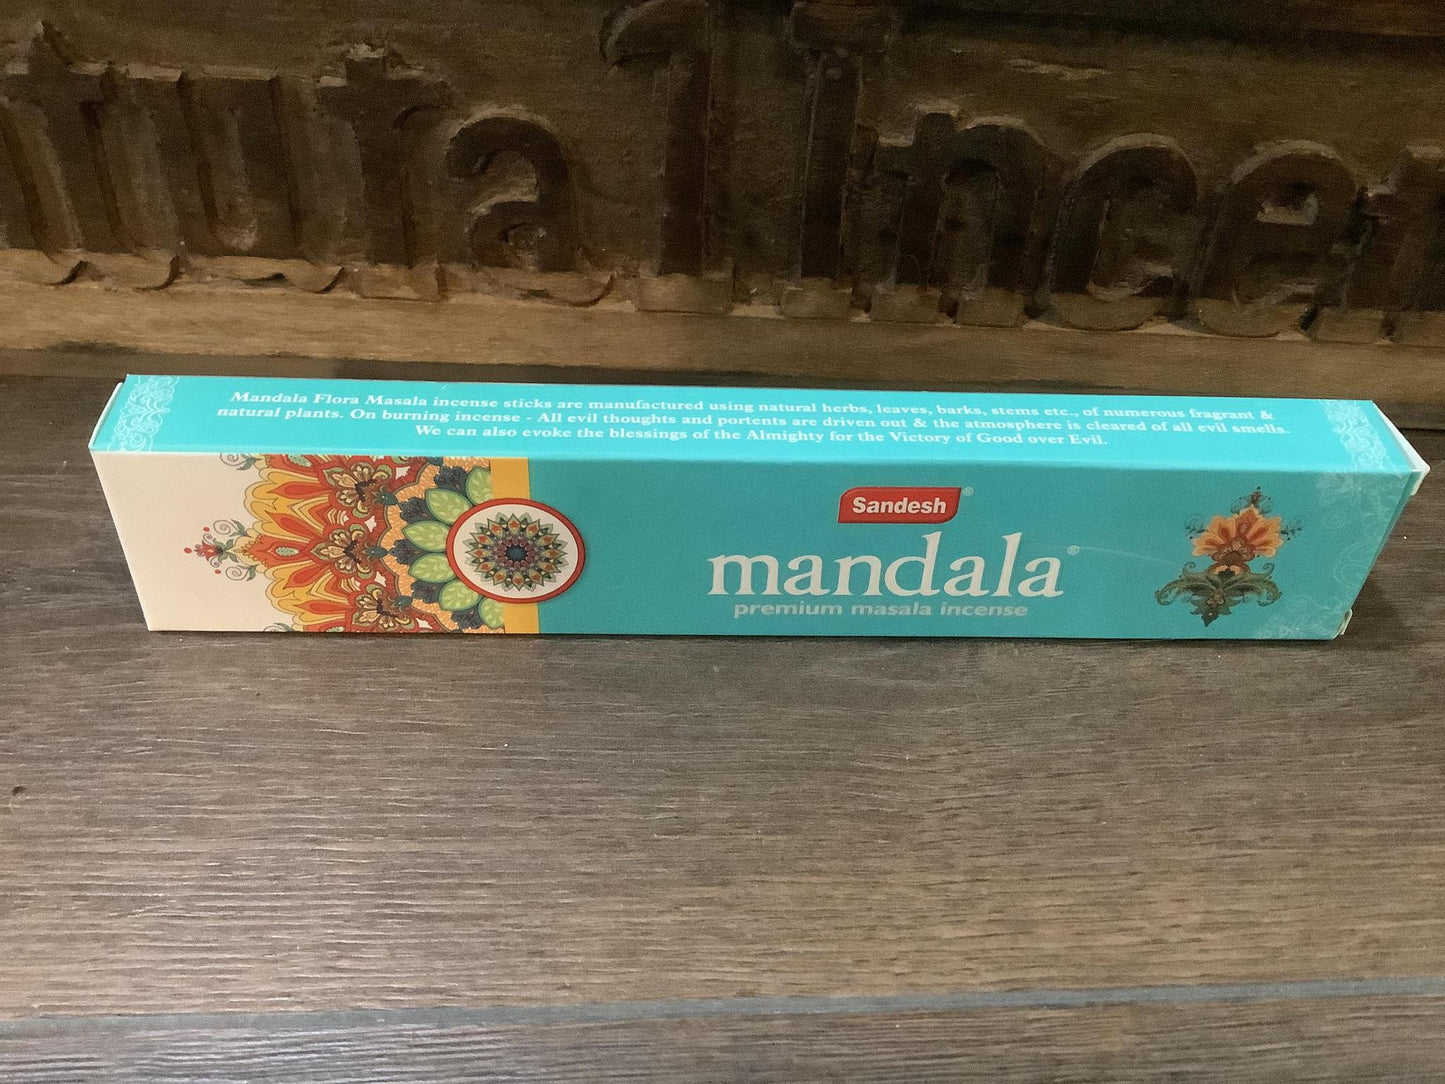 Mandala Flora Masala incense sticks are manufactured using natural herbs, leaves, barks, stems etc., of numerous fragrant &
natural plants. On burning incense - All evil thoughts and portents are driven out & the atmosphere is cleared of all evil smells.
We can also evoke the blessings of the Almighty for the Victory of Good over Evil.
Sandesh®
mandala®
premium masala incense